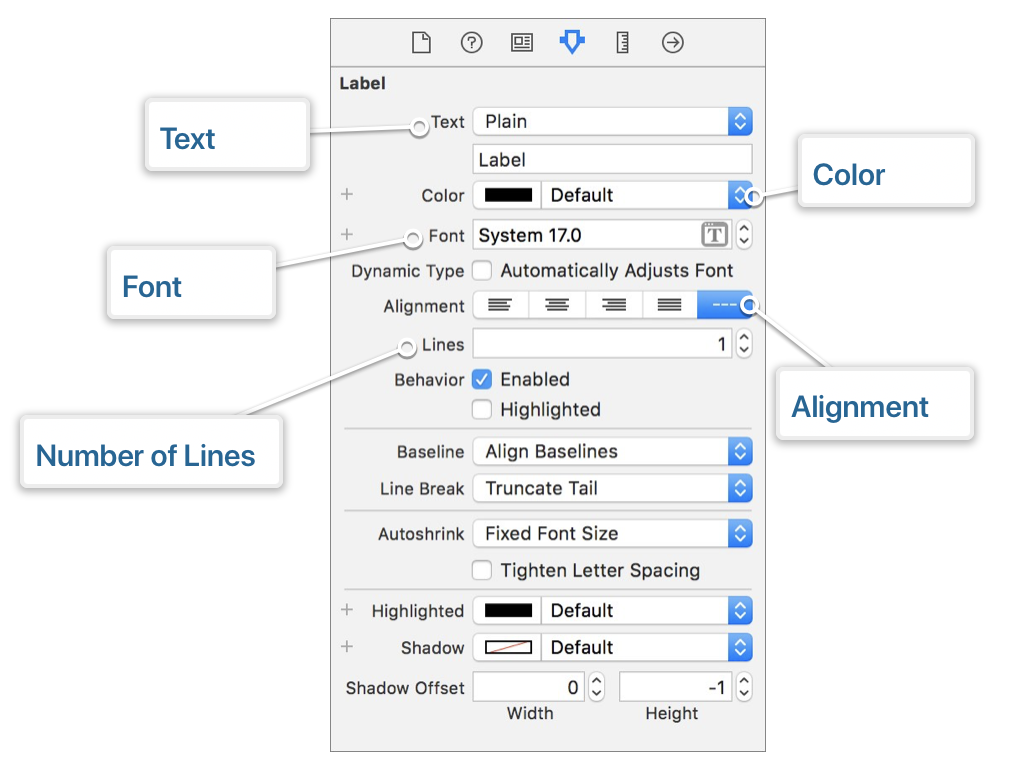 Label
Text
Text Plain
Label
Color
Color Default
Font
Font System 17.0 T
Dynamic Type Automatically Adjusts Font
Alignment
Lines 1
Behavior Enabled
Alignment
Highlighted
Number of Lines
Baseline Align Baselines
Line Break Truncate Tail
Autoshrink Fixed Font Size
Tighten Letter Spacing
Highlighted Default
Shadow Default
Shadow Offset 0 -1
Width Height